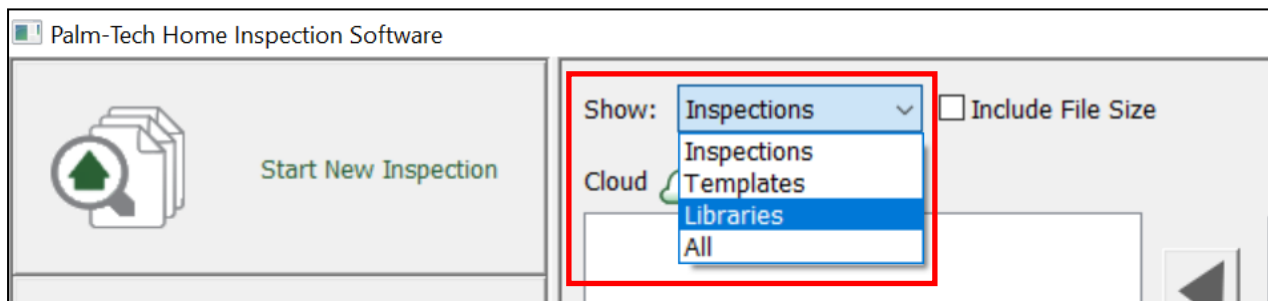 Palm-Tech Home Inspection Software
Start New Inspection
Show: Inspections Include File Size
Inspections
Cloud Templates
Libraries
All